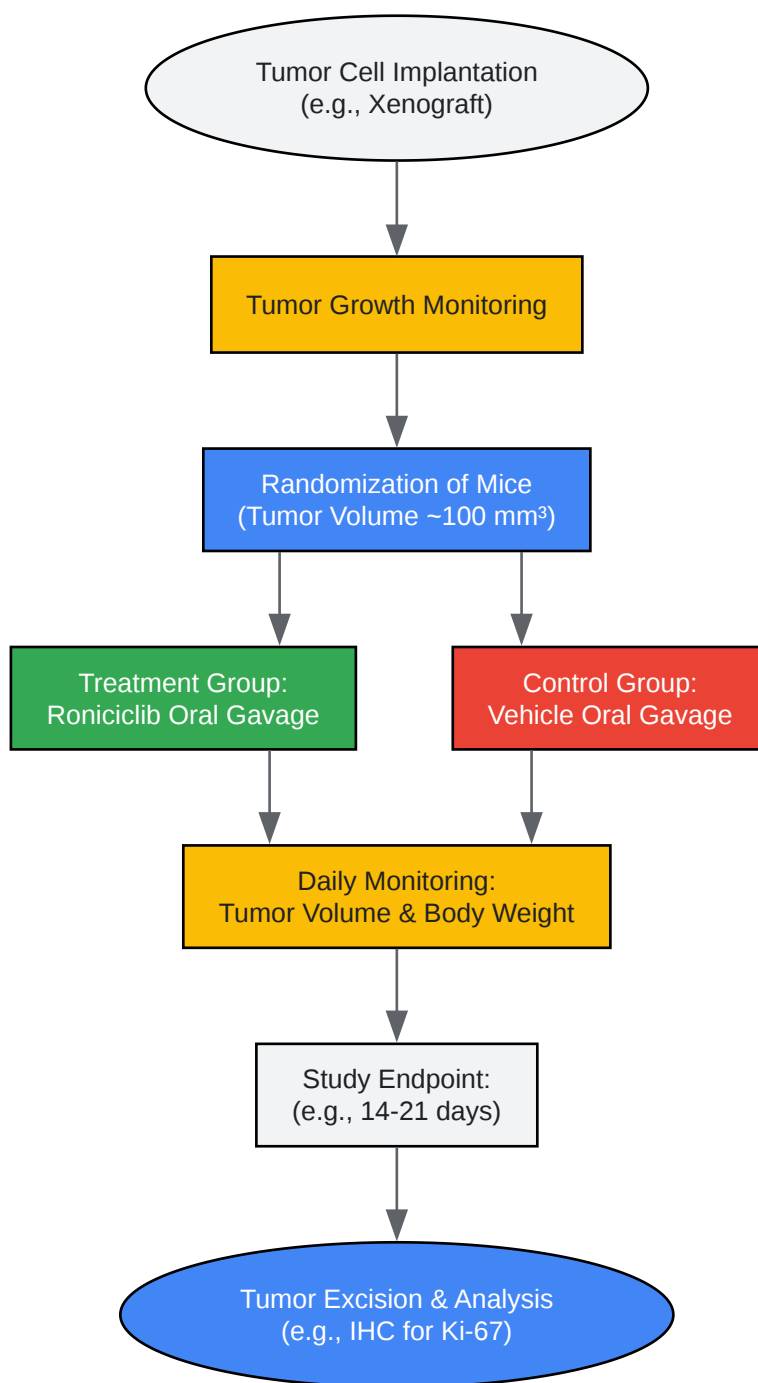 Tumor Cell Implantation
(e.g., Xenograft)
Tumor Growth Monitoring
Randomization of Mice
(Tumor Volume ~100 mm³)
Treatment Group:
Roniciclib Oral Gavage
Control Group:
Vehicle Oral Gavage
Daily Monitoring:
Tumor Volume & Body Weight
Study Endpoint:
(e.g., 14-21 days)
Tumor Excision & Analysis
(e.g., IHC for Ki-67)